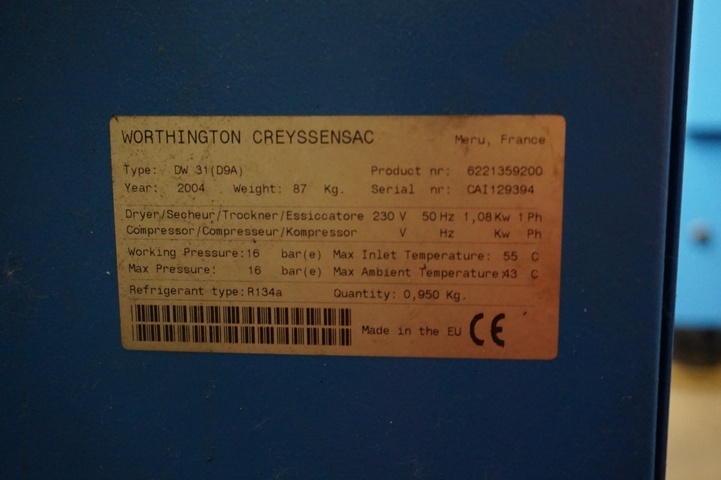 WORTHINGTON CREYSSENSAC Meru, France
Type: DW 31(D9A) Product nr: 6221359200
Year: 2004 Weight: 87 Kg. Serial nr: CAI129394
Dryer/Secheur/Trockner/Essiccatore 230 V 50 Hz 1,08 Kw 1 Ph
Compressor/Compresseur/Kompressor V Hz Kw Ph
Working Pressure: 16 bar(e) Max Inlet Temperature: 55 C
Max Pressure: 16 bar(e) Max Ambient Temperature: 43 C
Refrigerant type: R134a Quantity: 0,950 Kg.
Made in the EU CE